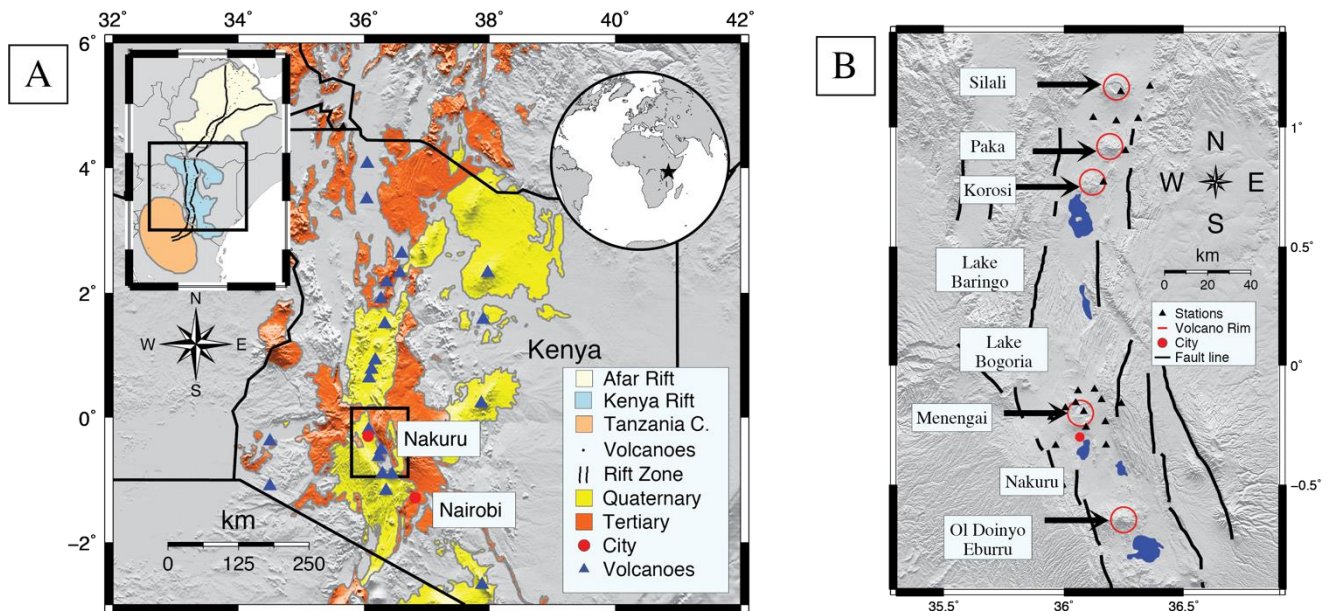 A
32
34
36
38
40
42
6°
4°
2°
0°
−2°
N
W
E
S
km
0
125
250
Kenya
Nakuru
Nairobi
Afar Rift
Kenya Rift
Tanzania C.
Volcanoes
Rift Zone
Quaternary
Tertiary
City
Volcanoes
B
Silali
Paka
Korosi
Lake
Baringo
Lake
Bogoria
Menengai
Nakuru
Ol Doinyo
Eburru
N
W
E
S
km
0
20
40
Stations
Volcano Rim
City
Fault line
1°
0.5°
0°
−0.5°
35.5°
36°
36.5°